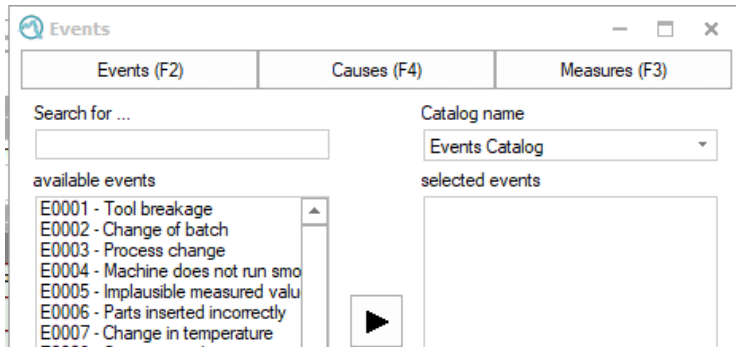 Events
Events (F2) Causes (F4) Measures (F3)
Search for ... Catalog name
Events Catalog
available events selected events
E0001 - Tool breakage
E0002 - Change of batch
E0003 - Process change
E0004 - Machine does not run smo
E0005 - Implausible measured valu
E0006 - Parts inserted incorrectly
E0007 - Change in temperature